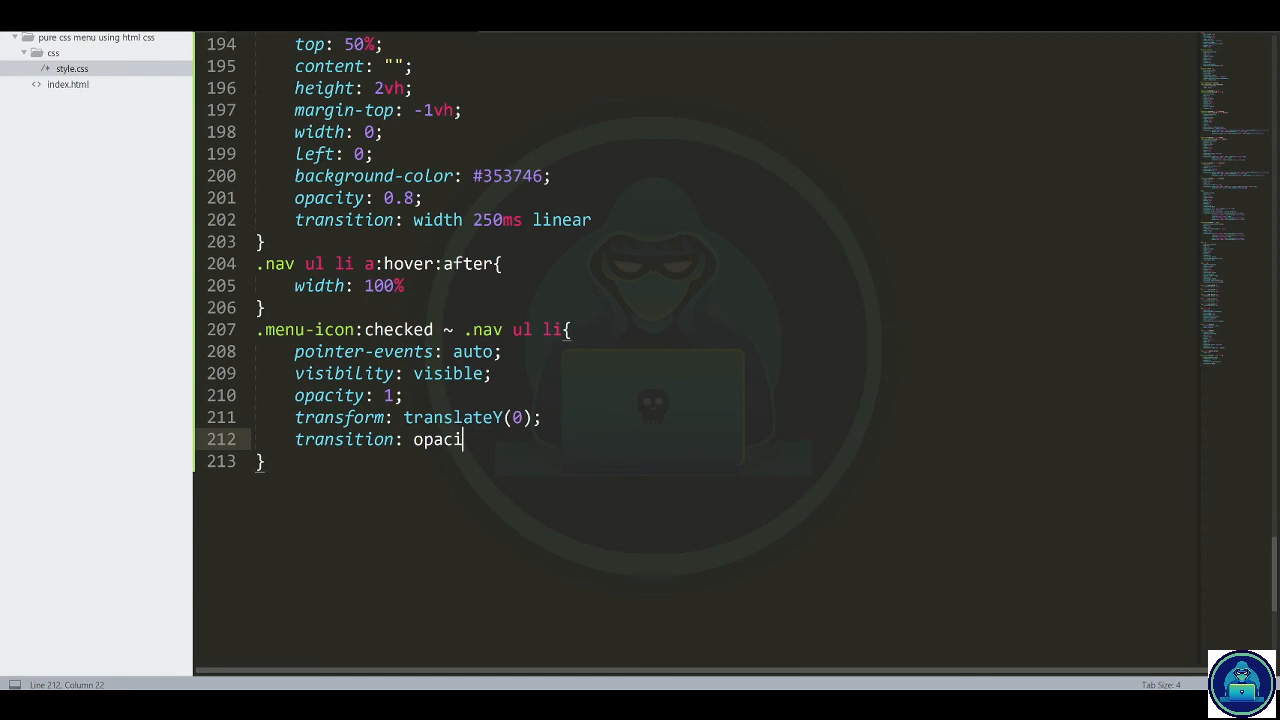 pure css menu using html css
css
style.css
index.html
194 top: 50%;
195 content: "";
196 height: 2vh;
197 margin-top: -1vh;
198 width: 0;
199 left: 0;
200 background-color: #353746;
201 opacity: 0.8;
202 transition: width 250ms linear
203 }
204 .nav ul li a:hover:after{
205 width: 100%
206 }
207 .menu-icon:checked ~ .nav ul li{
208 pointer-events: auto;
209 visibility: visible;
210 opacity: 1;
211 transform: translateY(0);
212 transition: opaci
213 }
Line 212, Column 22
Tab Size: 4